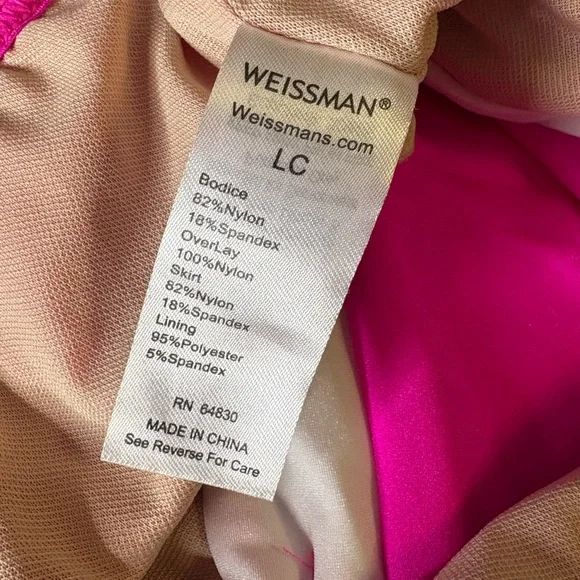 WEISSMAN®
Weissmans.com
LC
Bodice
82%Nylon
18%Spandex
OverLay
100%Nylon
Skirt
82%Nylon
18%Spandex
Lining
95%Polyester
5%Spandex
RN 64830
MADE IN CHINA
See Reverse For Care